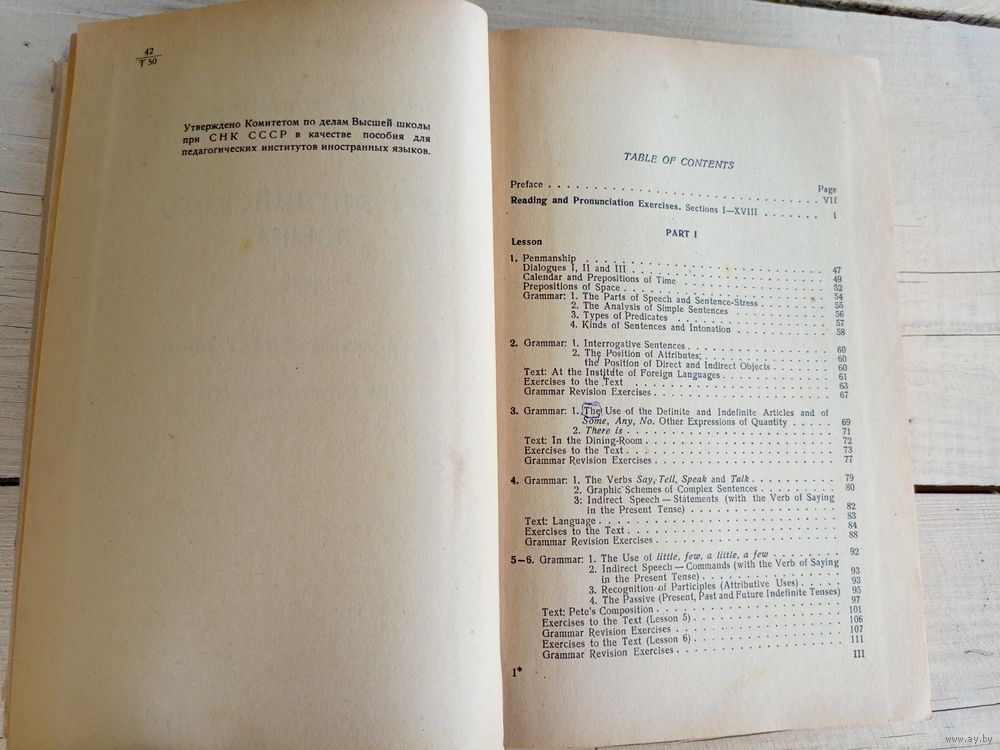 42
Т 50
Утверждено Комитетом по делам Высшей школы
при СНК СССР в качестве пособия для
педагогических институтов иностранных языков.
TABLE OF CONTENTS
Page
Preface . . . . . . . . . . VII
Reading and Pronunciation Exercises. Sections I—XVIII . . . . . . . 1
PART I
Lesson
1. Penmanship . . . . . . . . . . 47
Dialogues I, II and III . . . . . . . . . . 49
Calendar and Prepositions of Time . . . . . . . . . . 52
Prepositions of Space . . . . . . . . . . 54
Grammar: 1. The Parts of Speech and Sentence-Stress . . . . . . 55
2. The Analysis of Simple Sentences . . . . . . . . . . 56
3. Types of Predicates . . . . . . . . . . 57
4. Kinds of Sentences and Intonation . . . . . . . . . . 58
2. Grammar: 1. Interrogative Sentences . . . . . . . . . . 60
2. The Position of Attributes; . . . . . . . . . . 60
the Position of Direct and Indirect Objects . . . . . . 60
Text: At the Institute of Foreign Languages . . . . . . . . . . 61
Exercises to the Text . . . . . . . . . . 63
Grammar Revision Exercises . . . . . . . . . . 67
3. Grammar: 1. The Use of the Definite and Indefinite Articles and of
Some, Any, No. Other Expressions of Quantity . . . . . 69
2. There is . . . . . . . . . . 71
Text: In the Dining-Room . . . . . . . . . . 72
Exercises to the Text . . . . . . . . . . 73
Grammar Revision Exercises . . . . . . . . . . 77
4. Grammar: 1. The Verbs Say, Tell, Speak and Talk . . . . . . . . . . 79
2. Graphic Schemes of Complex Sentences . . . . . . . . 80
3: Indirect Speech—Statements (with the Verb of Saying
in the Present Tense) . . . . . . . . . . 82
Text: Language . . . . . . . . . . 83
Exercises to the Text . . . . . . . . . . 84
Grammar Revision Exercises . . . . . . . . . . 88
5—6. Grammar: 1. The Use of little, few, a little, a few . . . . . . . . 92
2. Indirect Speech—Commands (with the Verb of Saying
in the Present Tense) . . . . . . . . . . 93
3. Recognition of Participles (Attributive Uses) . . . . . . 93
4. The Passive (Present, Past and Future Indefinite Tenses) 95
Text: Pete's Composition . . . . . . . . . . 97
Exercises to the Text (Lesson 5) . . . . . . . . . . 101
Grammar Revision Exercises . . . . . . . . . . 106
Exercises to the Text (Lesson 6) . . . . . . . . . . 107
Grammar Revision Exercises . . . . . . . . . . 111
1*
III
www.ay.by